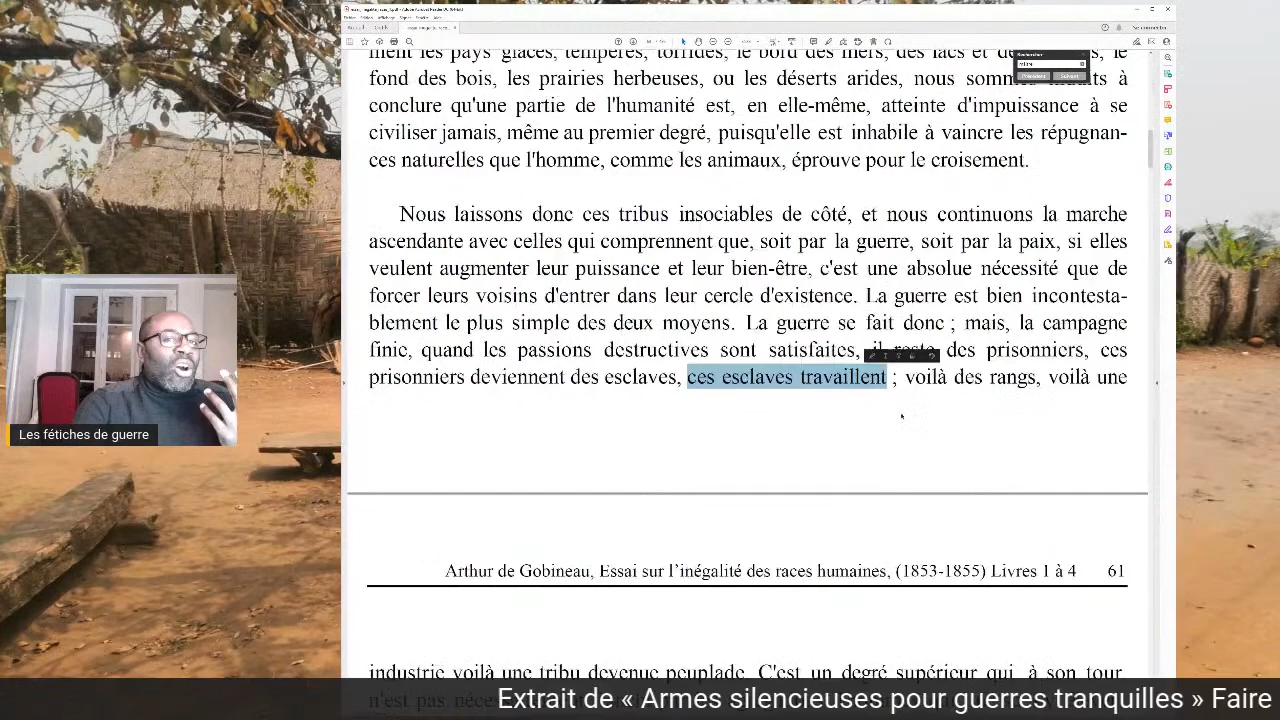 Rechercher
Précédent
Suivant
les pays glacés, tempérés, torrides, le bord des mers, des lacs et
le
fond des bois, les prairies herbeuses, ou les déserts arides, nous
à
conclure qu'une partie de l'humanité est, en elle-même, atteinte d'impuissance à se
civiliser jamais, même au premier degré, puisqu'elle est inhabile à vaincre les répugnan-
ces naturelles que l'homme, comme les animaux, éprouve pour le croisement.
Nous laissons donc ces tribus insociables de côté, et nous continuons la marche
ascendante avec celles qui comprennent que, soit par la guerre, soit par la paix, si elles
veulent augmenter leur puissance et leur bien-être, c'est une absolue nécessité que de
forcer leurs voisins d'entrer dans leur cercle d'existence. La guerre est bien incontesta-
blement le plus simple des deux moyens. La guerre se fait donc ; mais, la campagne
finie, quand les passions destructives sont satisfaites, il reste des prisonniers, ces
prisonniers deviennent des esclaves, ces esclaves travaillent ; voilà des rangs, voilà une
Les fétiches de guerre
Arthur de Gobineau, Essai sur l'inégalité des races humaines, (1853-1855) Livres 1 à 4 61
industrie voilà une tribu devenue peuplade. C'est un degré supérieur qui, à son tour,
n'est pas
Extrait de « Armes silencieuses pour guerres tranquilles » Faire